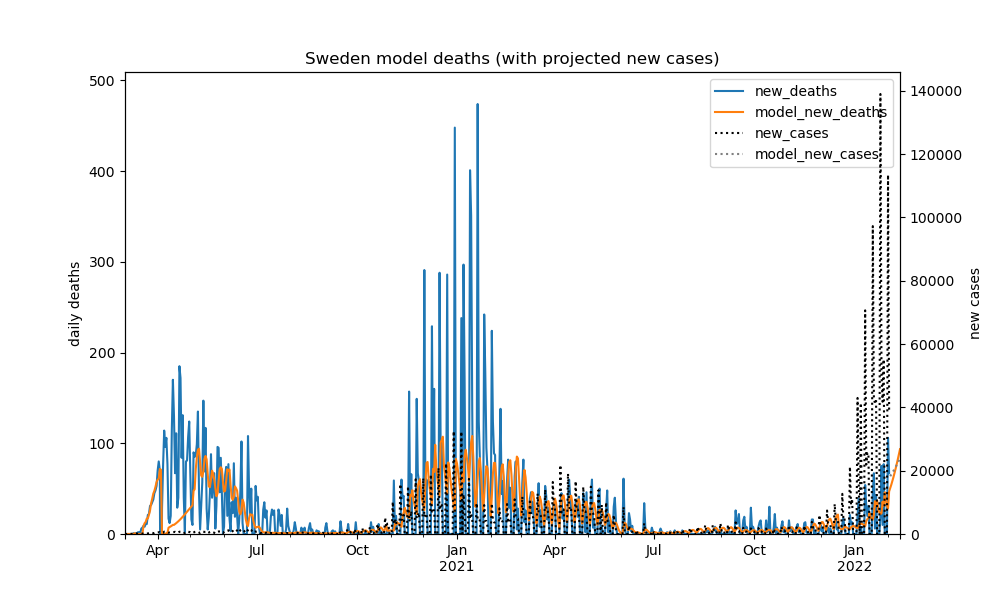 Sweden model deaths (with projected new cases)
500
400
300
200
100
0
daily deaths
140000
120000
100000
80000
60000
40000
20000
0
new cases
new_deaths
model_new_deaths
new_cases
model_new_cases
Apr
Jul
Oct
Jan
2021
Apr
Jul
Oct
Jan
2022